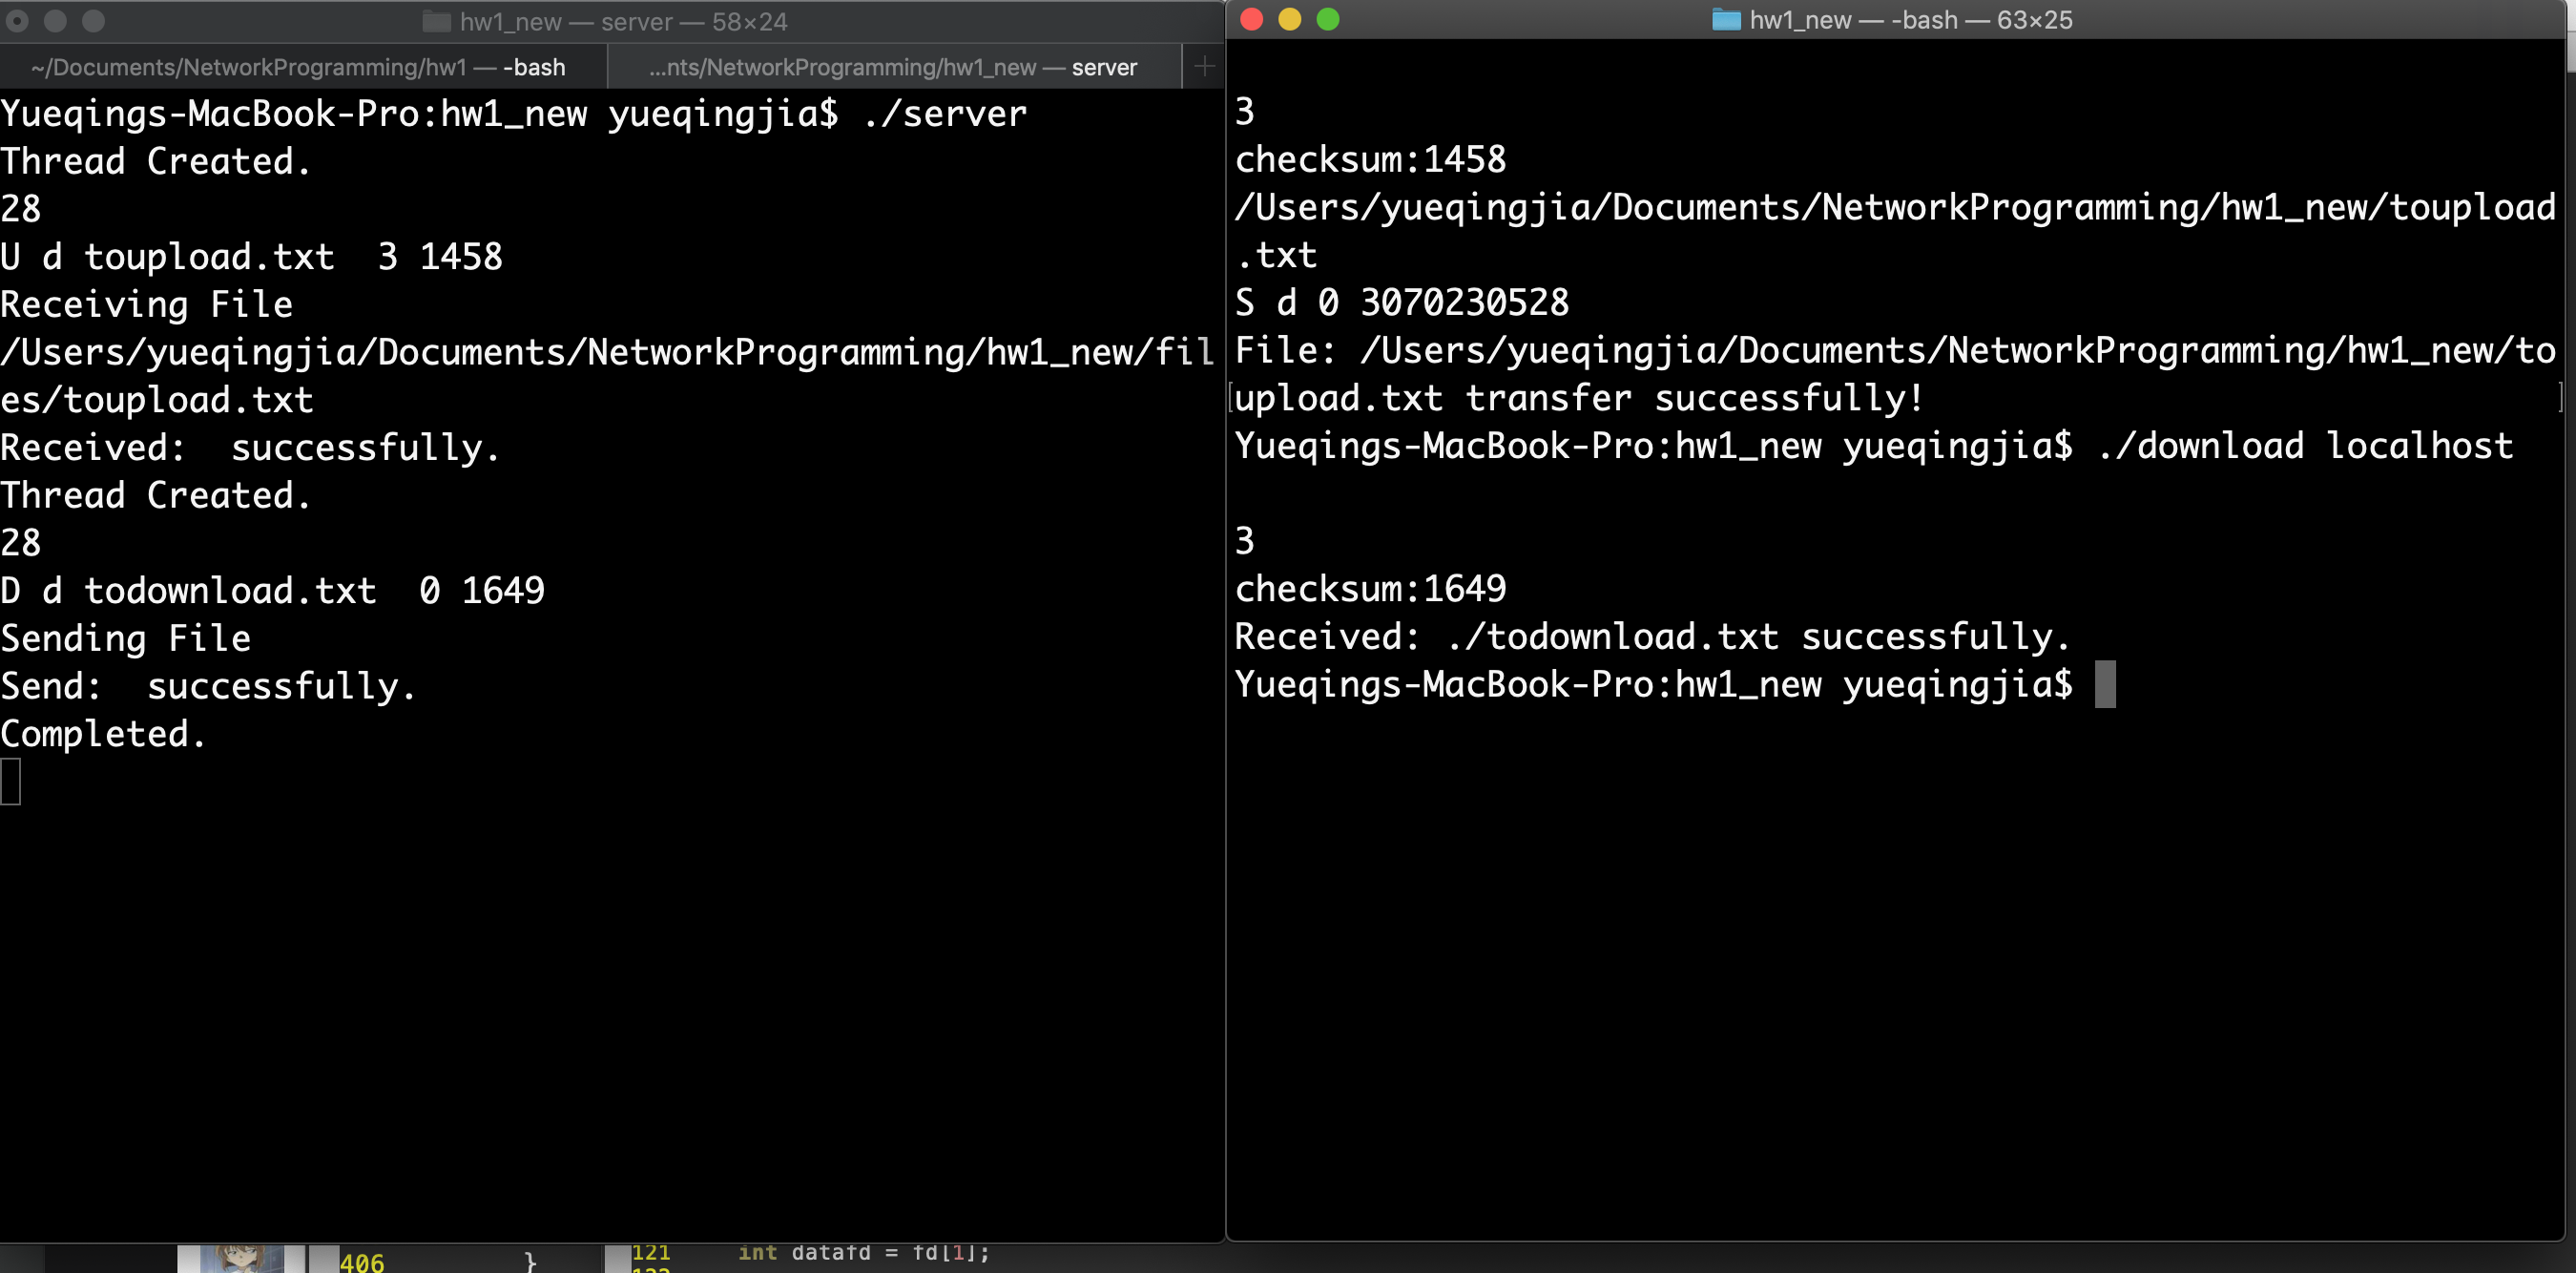 hw1_new — server — 58×24
~/Documents/NetworkProgramming/hw1 — -bash
...nts/NetworkProgramming/hw1_new — server
Yueqings-MacBook-Pro:hw1_new yueqingjia$ ./server
Thread Created.
28
U d toupload.txt  3 1458
Receiving File
/Users/yueqingjia/Documents/NetworkProgramming/hw1_new/fil
es/toupload.txt
Received:  successfully.
Thread Created.
28
D d todownload.txt  0 1649
Sending File
Send:  successfully.
Completed.
hw1_new — -bash — 63×25
3
checksum:1458
/Users/yueqingjia/Documents/NetworkProgramming/hw1_new/toupload
.txt
S d 0 3070230528
File: /Users/yueqingjia/Documents/NetworkProgramming/hw1_new/to
[upload.txt transfer successfully! ]
Yueqings-MacBook-Pro:hw1_new yueqingjia$ ./download localhost
3
checksum:1649
Received: ./todownload.txt successfully.
Yueqings-MacBook-Pro:hw1_new yueqingjia$
406 }
121 int datafd = fd[1];